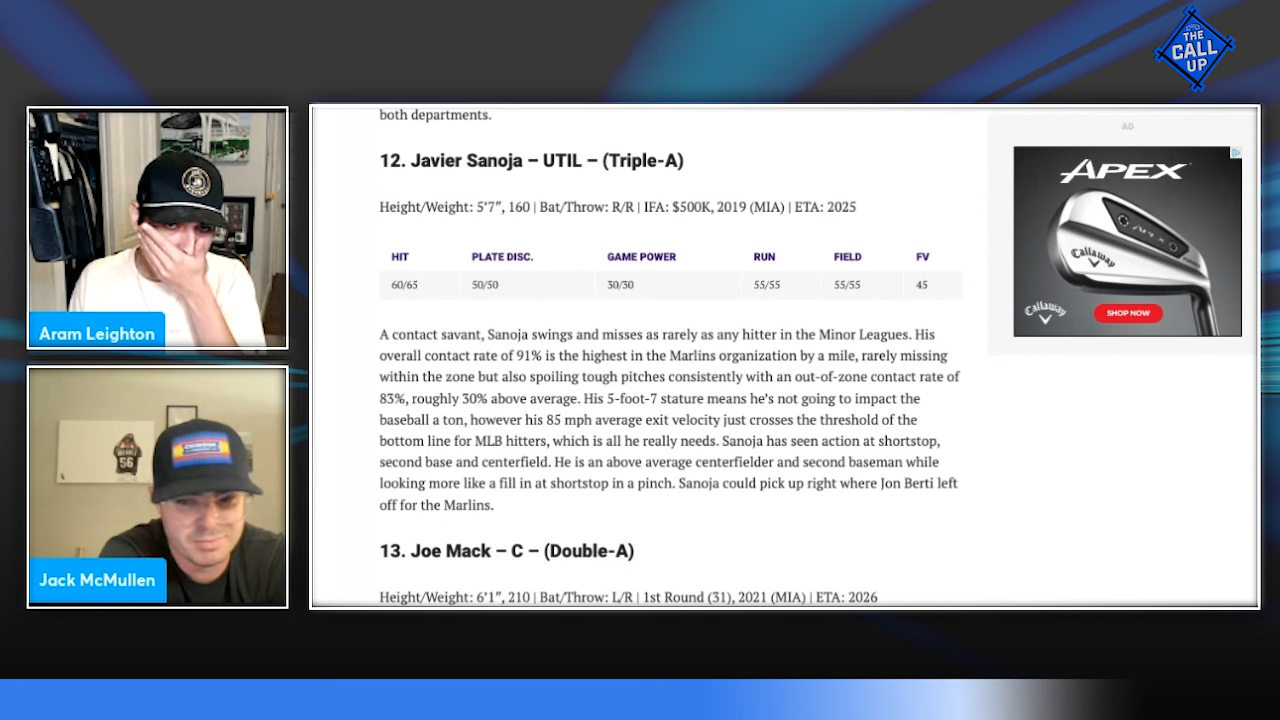 THE
CALL
UP
both departments.
12. Javier Sanoja – UTIL – (Triple-A)
Height/Weight: 5’7″, 160 | Bat/Throw: R/R | IFA: $500K, 2019 (MIA) | ETA: 2025
HIT PLATE DISC. GAME POWER RUN FIELD FV
60/65 50/50 30/30 55/55 55/55 45
A contact savant, Sanoja swings and misses as rarely as any hitter in the Minor Leagues. His
overall contact rate of 91% is the highest in the Marlins organization by a mile, rarely missing
within the zone but also spoiling tough pitches consistently with an out-of-zone contact rate of
83%, roughly 30% above average. His 5-foot-7 stature means he’s not going to impact the
baseball a ton, however his 85 mph average exit velocity just crosses the threshold of the
bottom line for MLB hitters, which is all he really needs. Sanoja has seen action at shortstop,
second base and centerfield. He is an above average centerfielder and second baseman while
looking more like a fill in at shortstop in a pinch. Sanoja could pick up right where Jon Berti left
off for the Marlins.
13. Joe Mack – C – (Double-A)
Height/Weight: 6’1″, 210 | Bat/Throw: L/R | 1st Round (31), 2021 (MIA) | ETA: 2026
AD
APEX
APEX
Callaway
Callaway
SHOP NOW
Aram Leighton
56
Jack McMullen